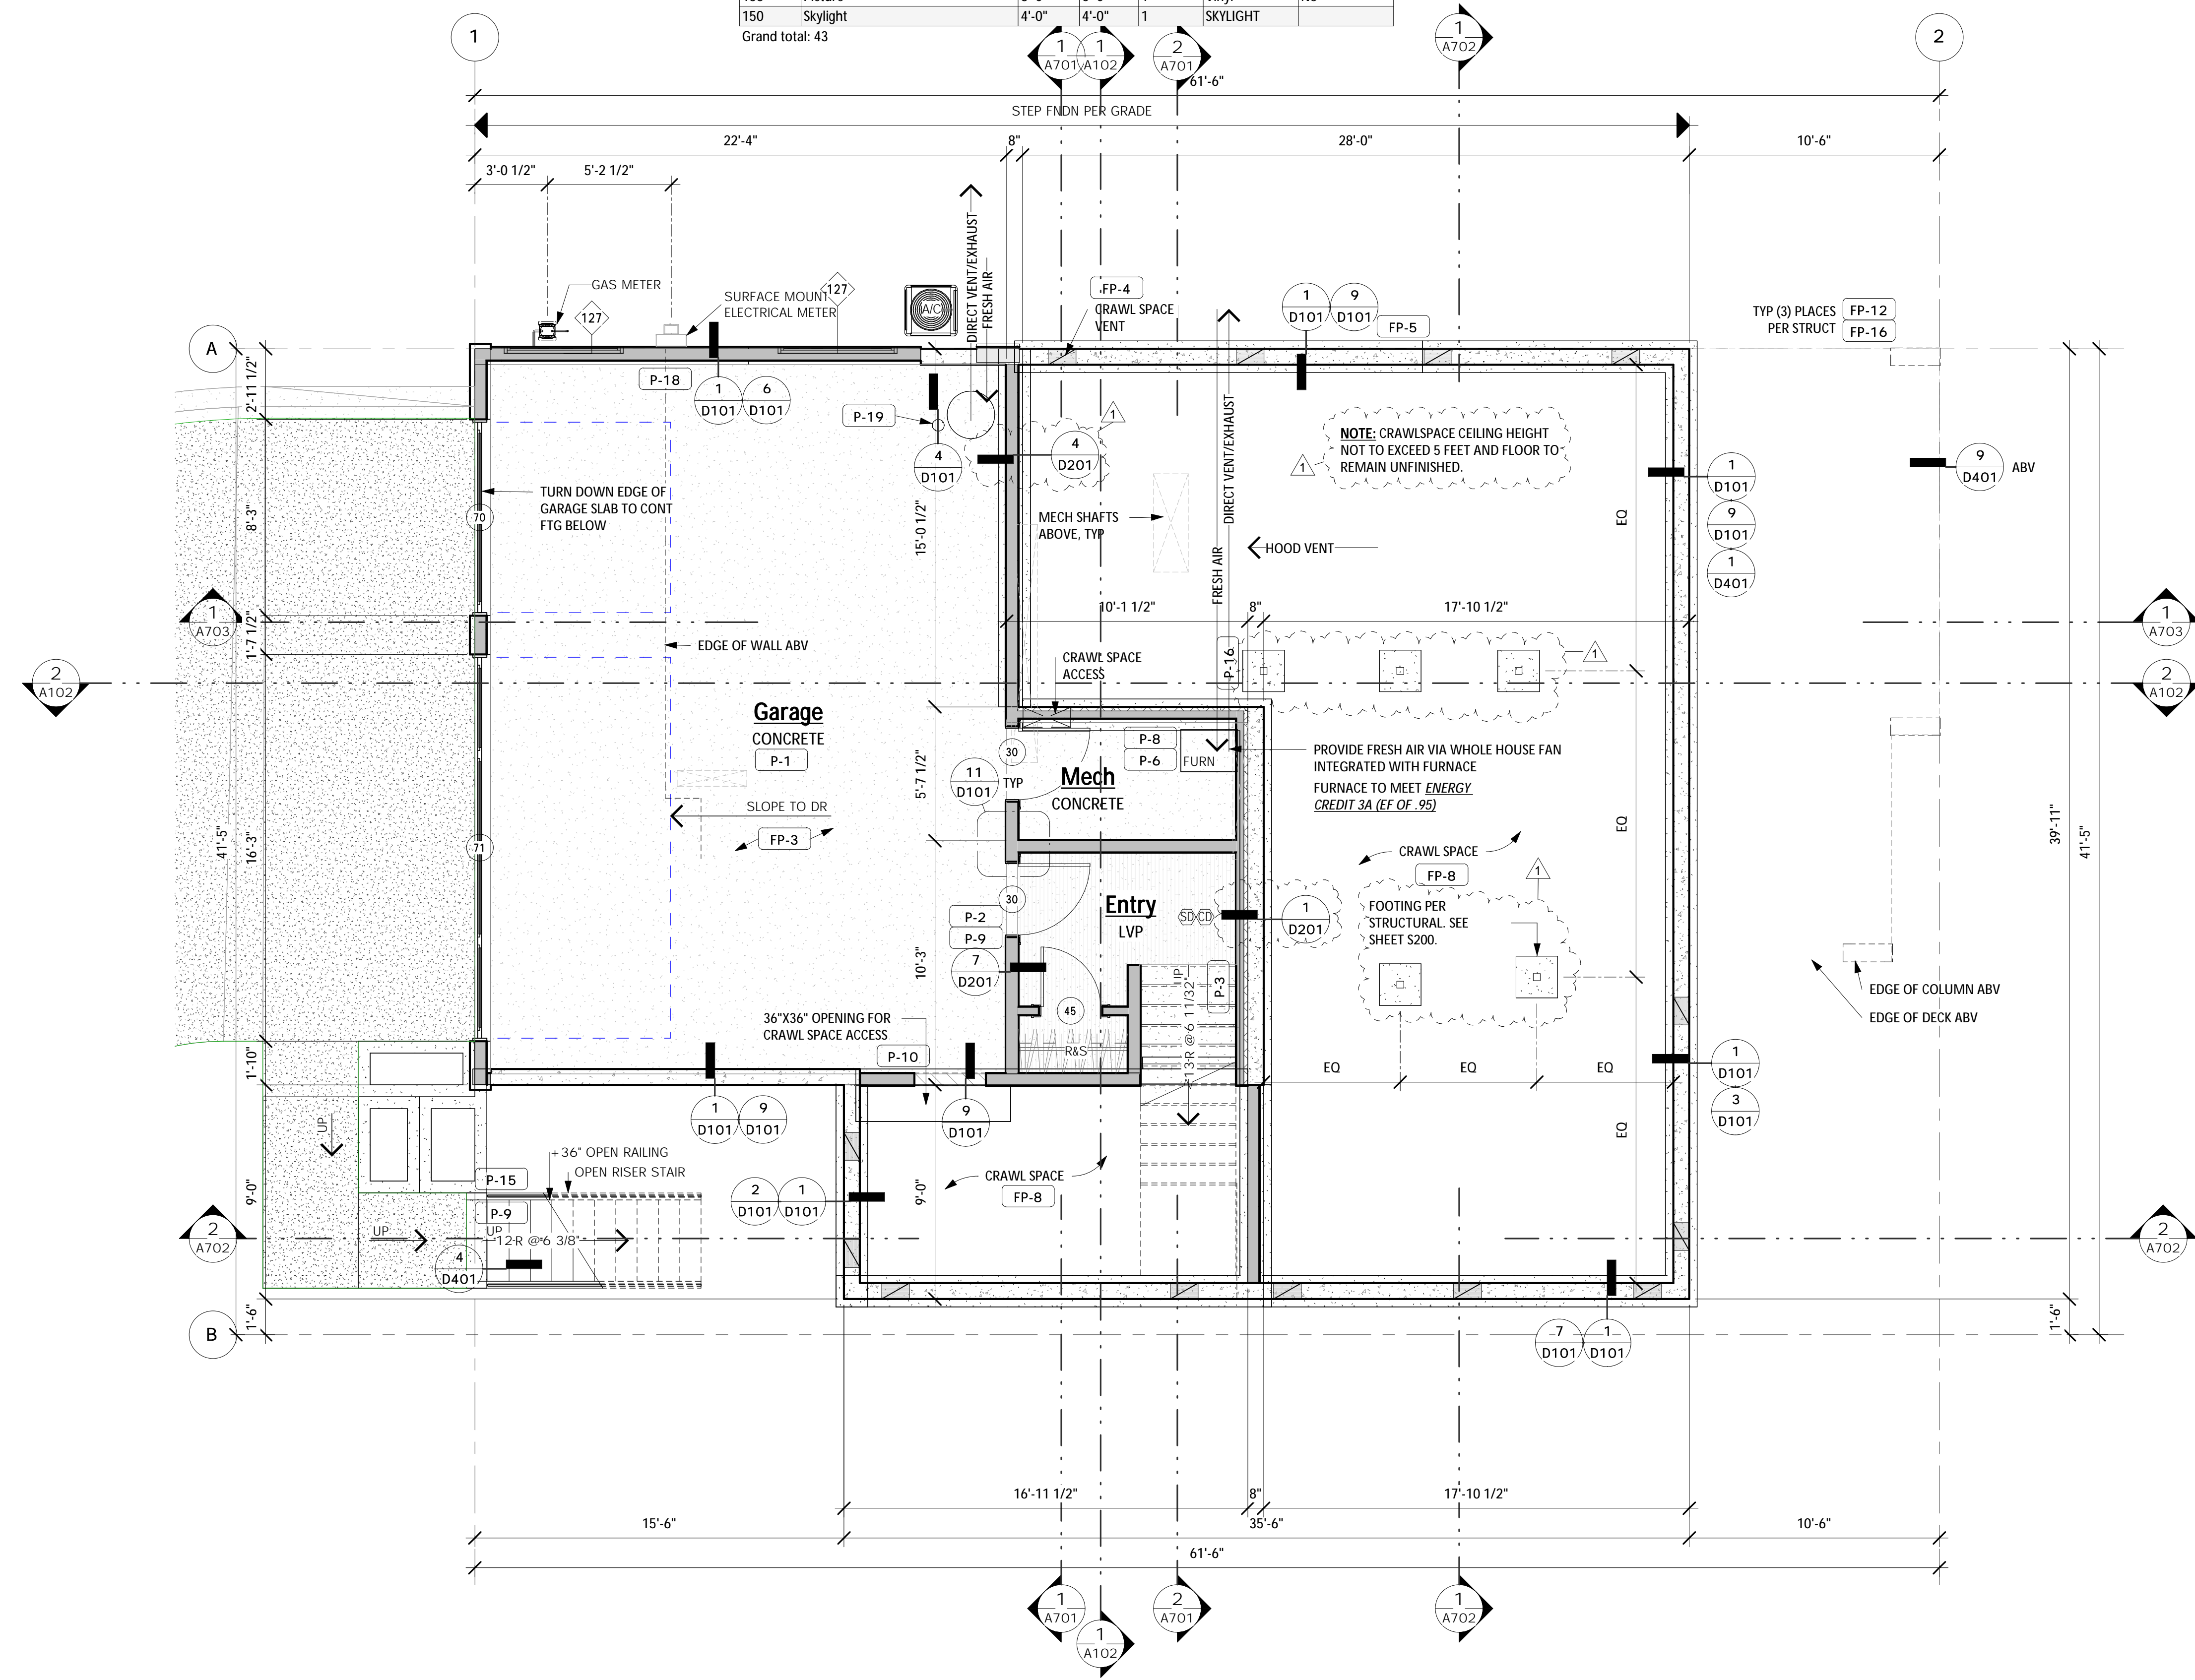 150 Skylight 4'-0" 4'-0" 1 SKYLIGHT
Grand total: 43
1
1
A701
1
A102
2
A701
1
A702
2
61'-6"
STEP FNDN PER GRADE
22'-4"
8"
28'-0"
10'-6"
3'-0 1/2"
5'-2 1/2"
DIRECT VENT/EXHAUST
FRESH AIR
GAS METER
127
SURFACE MOUNT
ELECTRICAL METER
127
A/C
FP-4
CRAWL SPACE
VENT
1
D101
9
D101
FP-5
TYP (3) PLACES
PER STRUCT
FP-12
FP-16
A
2'-11 1/2"
P-18
1
D101
6
D101
P-19
4
D101
4
D201
1
DIRECT VENT/EXHAUST
FRESH AIR
NOTE: CRAWLSPACE CEILING HEIGHT
NOT TO EXCEED 5 FEET AND FLOOR TO
REMAIN UNFINISHED.
1
1
D101
9
D101
1
D401
9
D401
ABV
TURN DOWN EDGE OF
GARAGE SLAB TO CONT
FTG BELOW
70
8'-3"
15'-0 1/2"
MECH SHAFTS
ABOVE, TYP
HOOD VENT
EQ
10'-1 1/2"
8"
17'-10 1/2"
1
A703
1'-7 1/2"
1
A703
2
A102
2
A102
EDGE OF WALL ABV
CRAWL SPACE
ACCESS
P-16
1
Garage
CONCRETE
P-1
30
11
D101
TYP
5'-7 1/2"
P-8
P-6
FURN
Mech
CONCRETE
PROVIDE FRESH AIR VIA WHOLE HOUSE FAN
INTEGRATED WITH FURNACE
FURNACE TO MEET ENERGY
CREDIT 3A (EF OF .95)
SLOPE TO DR
FP-3
71
41'-5"
16'-3"
EQ
CRAWL SPACE
FP-8
1
39'-11"
41'-5"
30
P-2
P-9
7
D201
Entry
LVP
SD
CD
1
D201
FOOTING PER
STRUCTURAL. SEE
SHEET S200.
10'-3"
P-3
UP
13-R @6 11/32"
45
R&S
EDGE OF COLUMN ABV
EDGE OF DECK ABV
36"X36" OPENING FOR
CRAWL SPACE ACCESS
P-10
1'-10"
EQ
EQ
EQ
1
D101
3
D101
1
D101
9
D101
9
D101
UP
EQ
+36" OPEN RAILING
OPEN RISER STAIR
P-15
P-9
9'-0"
9'-0"
2
D101
1
D101
CRAWL SPACE
FP-8
2
A702
2
A702
UP
UP
12-R @ 6 3/8"
4
D401
B
1'-6"
1'-6"
7
D101
1
D101
16'-11 1/2"
8"
17'-10 1/2"
15'-6"
35'-6"
10'-6"
61'-6"
1
A701
1
A102
2
A701
1
A702